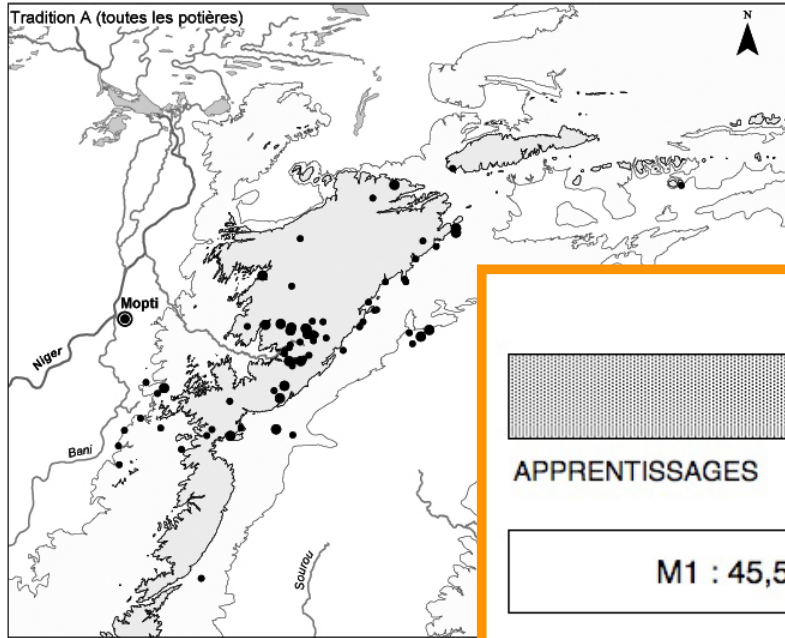 Tradition A (toutes les potières)
N
Mopti
Niger
Bani
Sourou
APPRENTISSAGES
M1 : 45,5